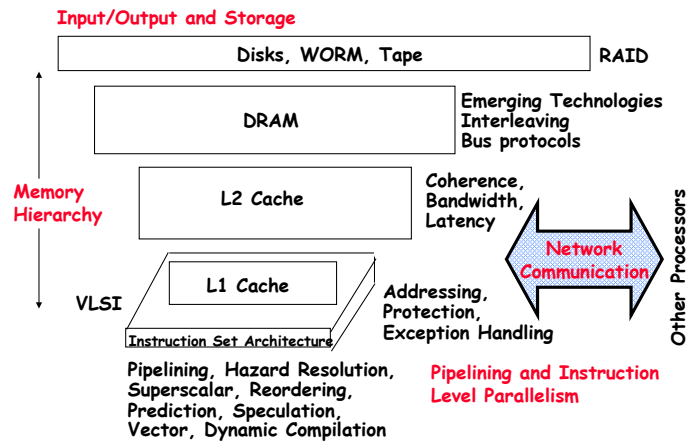 Input/Output and Storage
Disks, WORM, Tape
RAID
DRAM
Emerging Technologies
Interleaving
Bus protocols
Memory
Hierarchy
L2 Cache
Coherence,
Bandwidth,
Latency
Network
Communication
Other Processors
L1 Cache
VLSI
Addressing,
Protection,
Exception Handling
Instruction Set Architecture
Pipelining, Hazard Resolution,
Superscalar, Reordering,
Prediction, Speculation,
Vector, Dynamic Compilation
Pipelining and Instruction
Level Parallelism